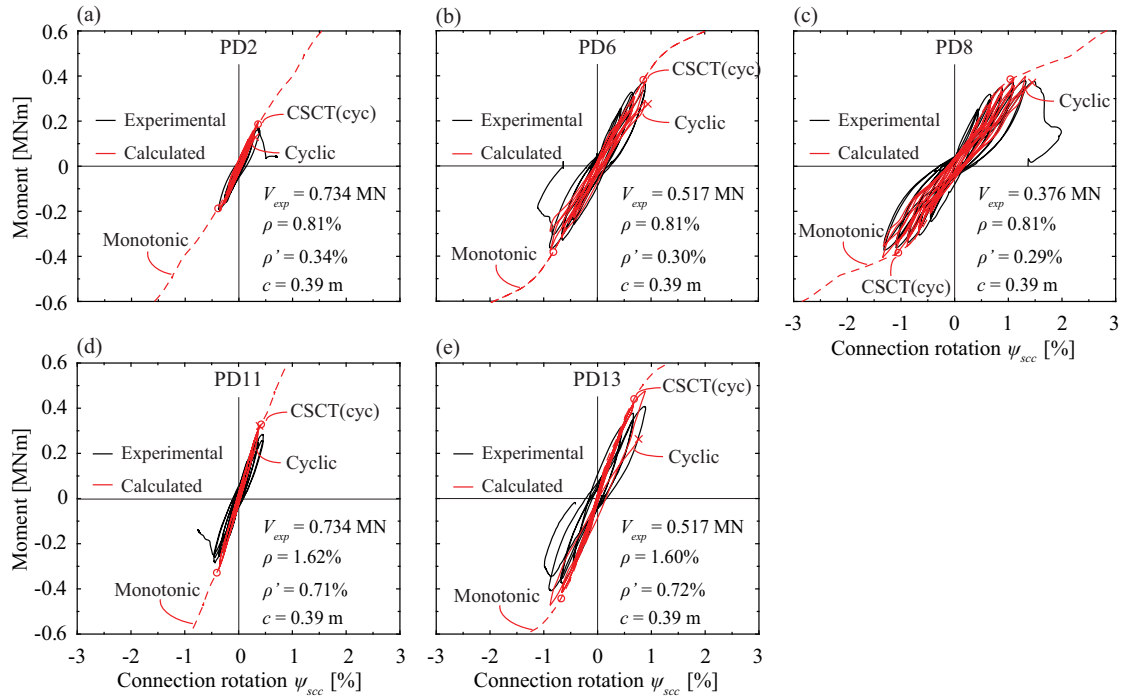 (a)
PD2
0.6
0.4
0.2
0
-0.2
-0.4
-0.6
Moment [MNm]
Experimental
Calculated
CSCT(cyc)
Cyclic
Monotonic
V_exp = 0.734 MN
ρ = 0.81%
ρ’ = 0.34%
c = 0.39 m
(b)
PD6
Experimental
Calculated
CSCT(cyc)
Cyclic
Monotonic
V_exp = 0.517 MN
ρ = 0.81%
ρ’ = 0.30%
c = 0.39 m
(c)
PD8
Experimental
Calculated
Cyclic
Monotonic
CSCT(cyc)
V_exp = 0.376 MN
ρ = 0.81%
ρ’ = 0.29%
c = 0.39 m
-3 -2 -1 0 1 2 3
Connection rotation ψ_scc [%]
(d)
PD11
0.6
0.4
0.2
0
-0.2
-0.4
-0.6
Moment [MNm]
Experimental
Calculated
CSCT(cyc)
Cyclic
Monotonic
V_exp = 0.734 MN
ρ = 1.62%
ρ’ = 0.71%
c = 0.39 m
-3 -2 -1 0 1 2 3
Connection rotation ψ_scc [%]
(e)
PD13
Experimental
Calculated
CSCT(cyc)
Cyclic
Monotonic
V_exp = 0.517 MN
ρ = 1.60%
ρ’ = 0.72%
c = 0.39 m
-3 -2 -1 0 1 2 3
Connection rotation ψ_scc [%]